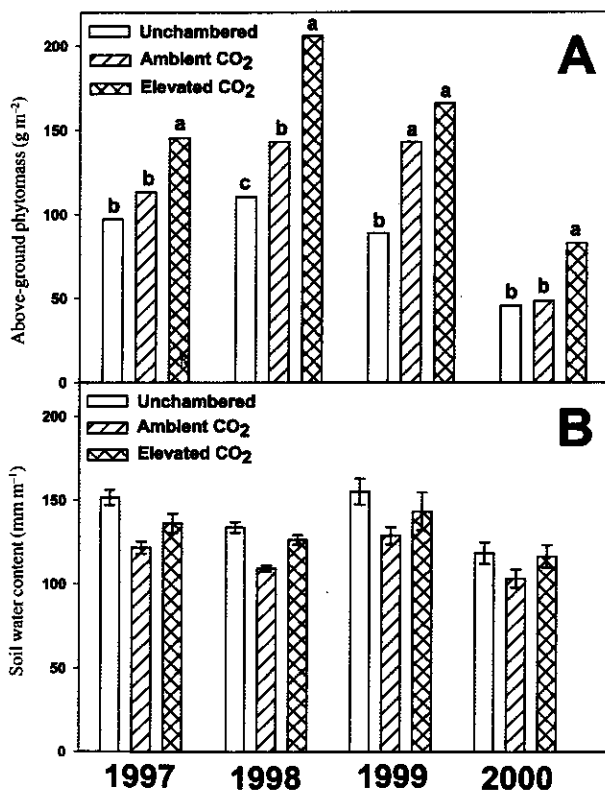 Unchambered
Ambient CO₂
Elevated CO₂
A
Above-ground phytomass (g m⁻²)
200
150
100
50
0
b b a
c b a
b a a
b b a
Unchambered
Ambient CO₂
Elevated CO₂
B
Soil water content (mm m⁻¹)
200
150
100
50
0
1997 1998 1999 2000